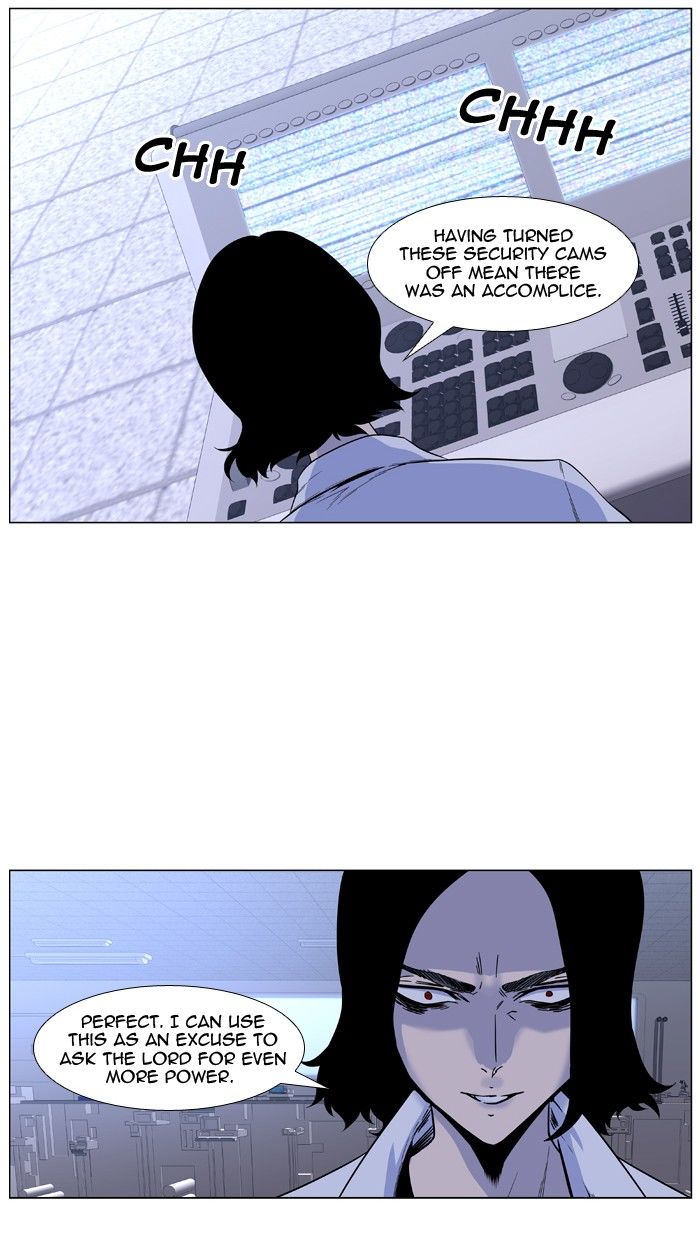 CHH
CHHH
HAVING TURNED
THESE SECURITY CAMS
OFF MEAN THERE
WAS AN ACCOMPLICE.
PERFECT. I CAN USE
THIS AS AN EXCUSE TO
ASK THE LORD FOR EVEN
MORE POWER.